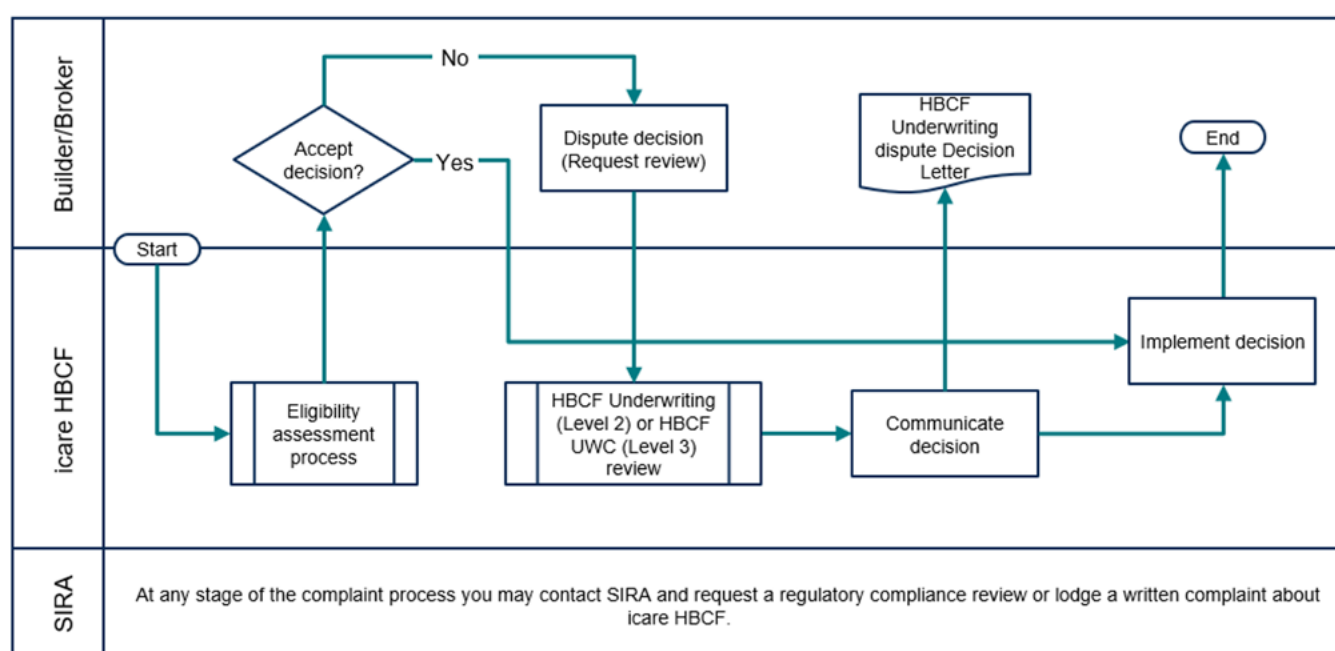 Builder/Broker
No
Accept
decision?
Yes
Dispute decision
(Request review)
HBCF
Underwriting
dispute Decision
Letter
End
Start
icare HBCF
Eligibility
assessment
process
HBCF Underwriting
(Level 2) or HBCF
UWC (Level 3)
review
Communicate
decision
Implement decision
SIRA
At any stage of the complaint process you may contact SIRA and request a regulatory compliance review or lodge a written complaint about
icare HBCF.